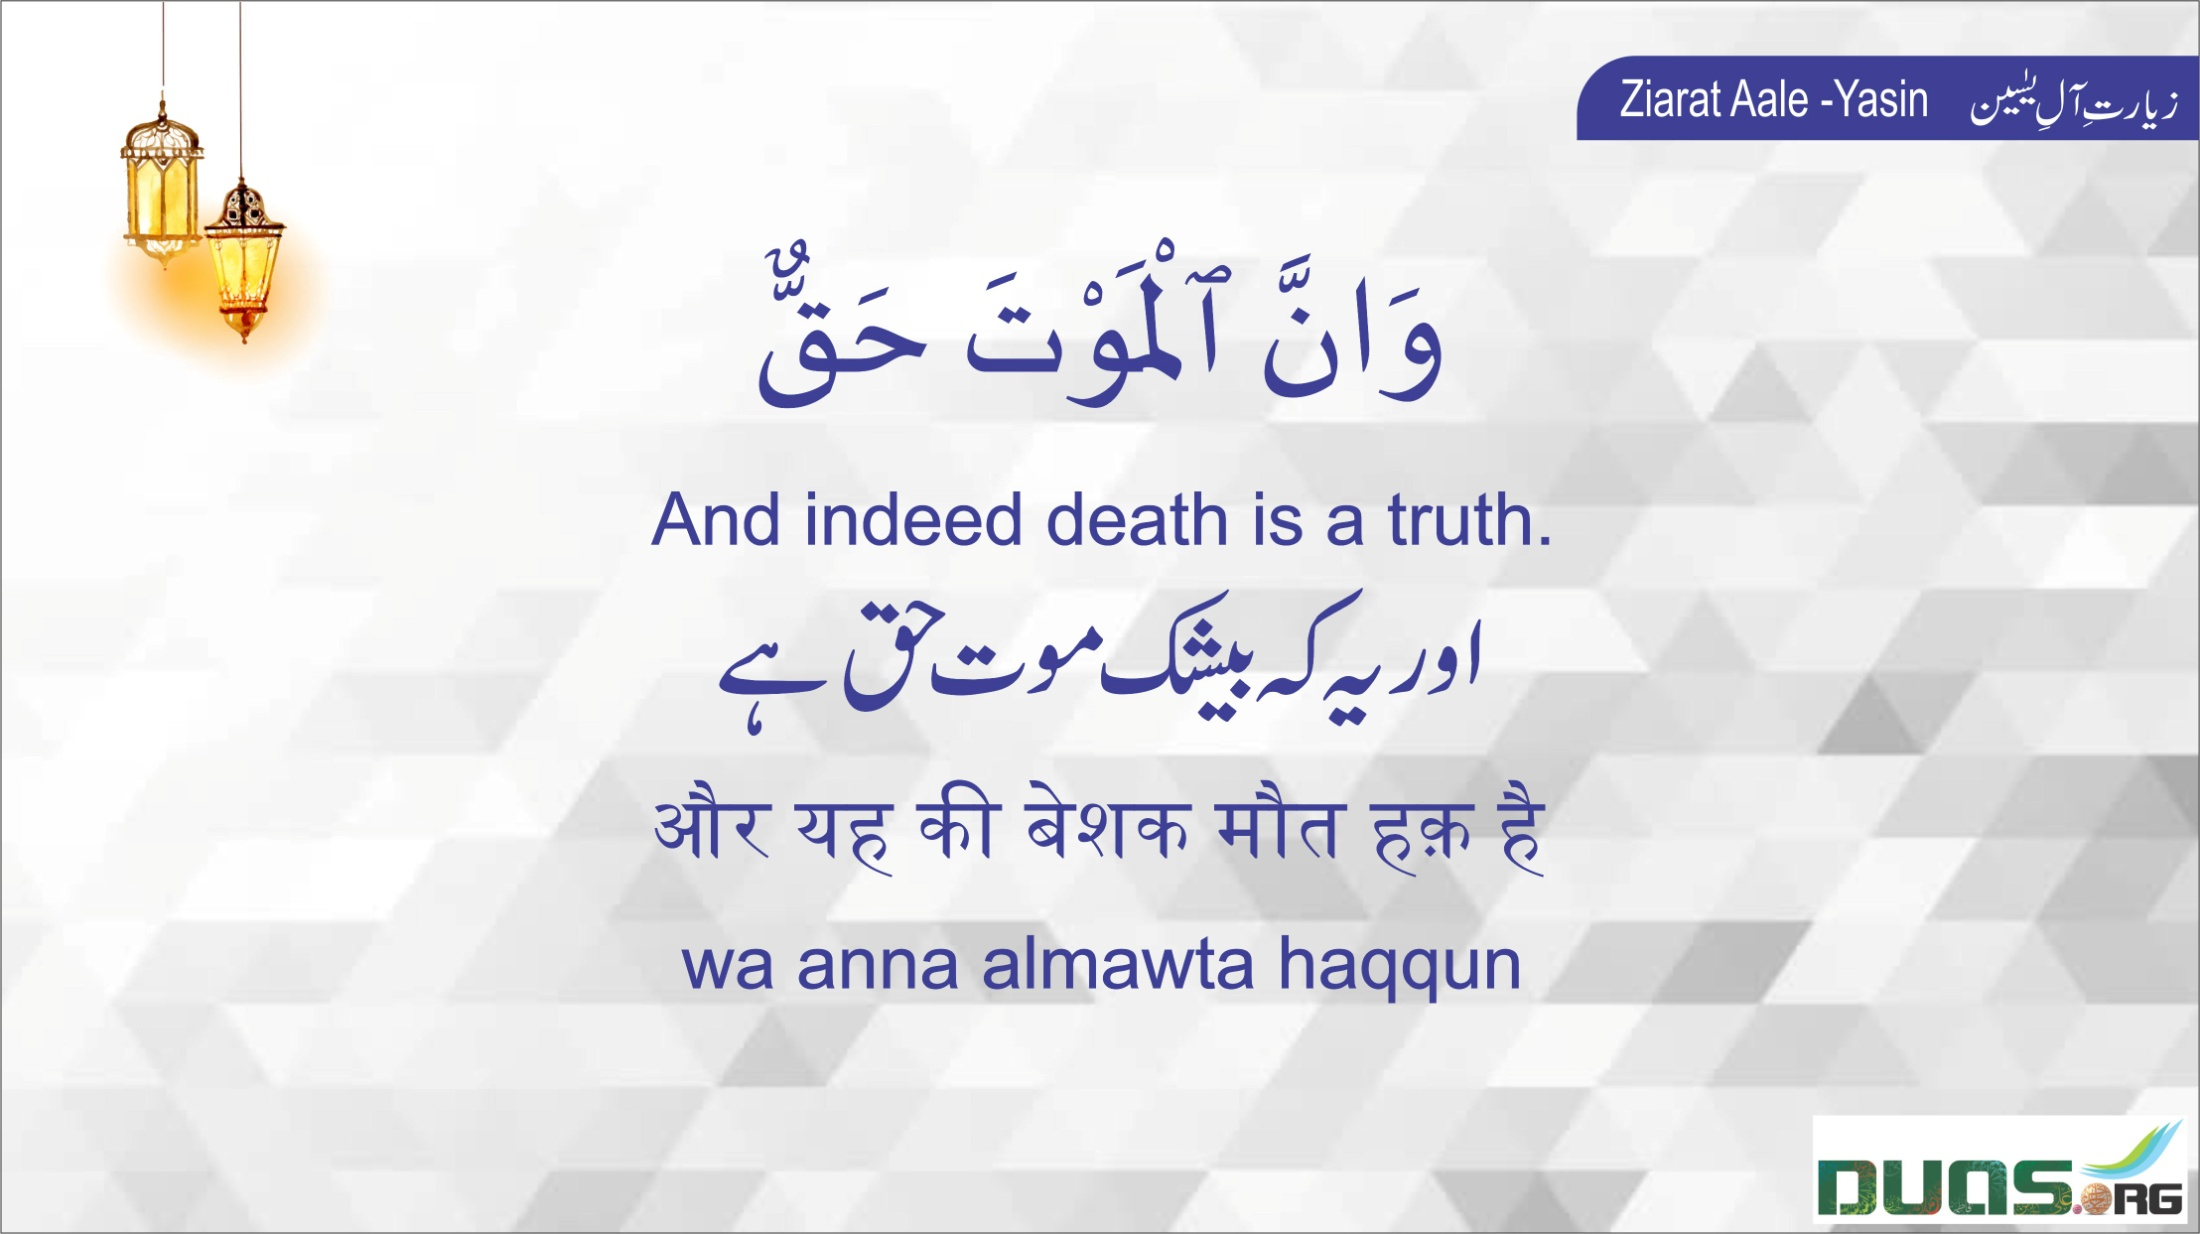 Ziarat Aale -Yasin زیارتِ آلِ یٰسین
وَانَّ ٱلْمَوْتَ حَقٌّ
And indeed death is a truth.
اور یہ کہ بیشک موت حق ہے
और यह की बेशक मौत हक़ है
wa anna almawta haqqun
DUAS.ORG